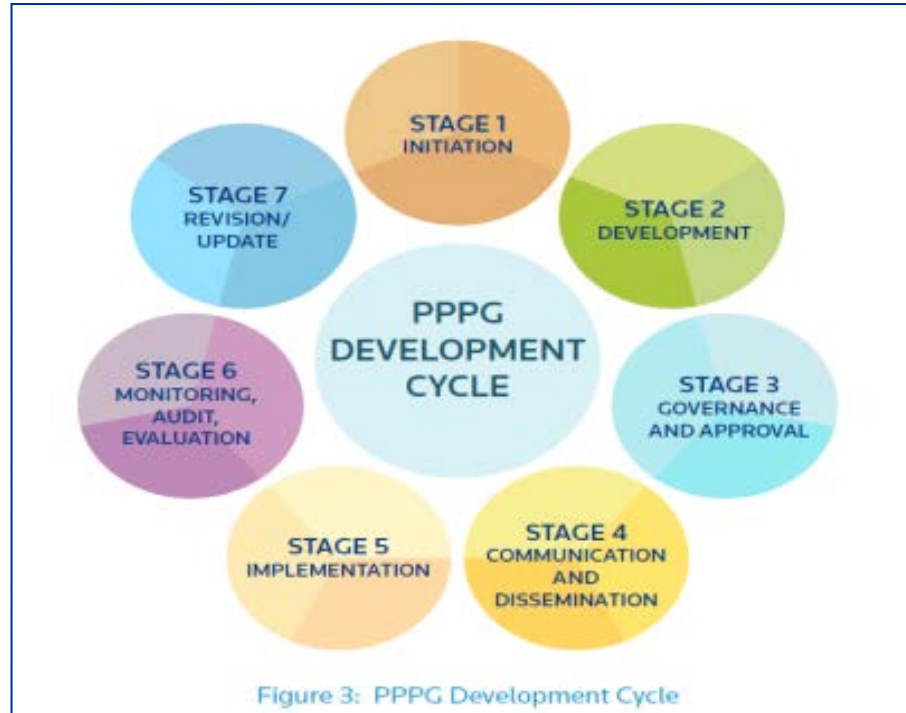 STAGE 1
INITIATION
STAGE 2
DEVELOPMENT
STAGE 3
GOVERNANCE
AND APPROVAL
STAGE 4
COMMUNICATION
AND
DISSEMINATION
STAGE 5
IMPLEMENTATION
STAGE 6
MONITORING,
AUDIT,
EVALUATION
STAGE 7
REVISION/
UPDATE
PPPG
DEVELOPMENT
CYCLE
Figure 3: PPPG Development Cycle